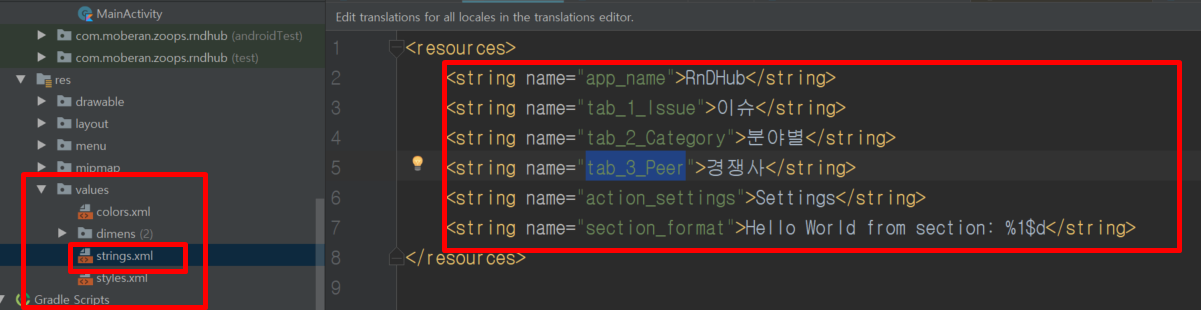 MainActivity
com.moberan.zoops.rndhub (androidTest)
com.moberan.zoops.rndhub (test)
res
drawable
layout
menu
mipmap
values
colors.xml
dimens (2)
strings.xml
styles.xml
Gradle Scripts
Edit translations for all locales in the translations editor.
1 <resources>
2 <string name="app_name">RnDHub</string>
3 <string name="tab_1_Issue">이슈</string>
4 <string name="tab_2_Category">분야별</string>
5 <string name="tab_3_Peer">경쟁사</string>
6 <string name="action_settings">Settings</string>
7 <string name="section_format">Hello World from section: %1$d</string>
8 </resources>
9